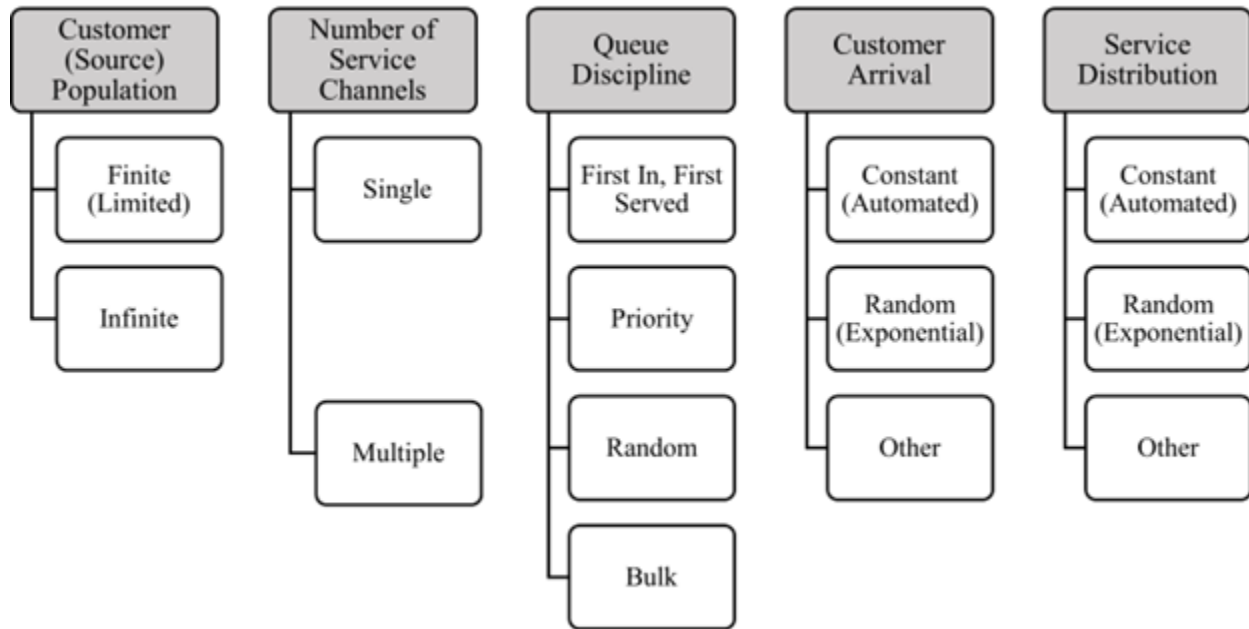 Customer
(Source)
Population
Finite
(Limited)
Infinite
Number of
Service
Channels
Single
Multiple
Queue
Discipline
First In, First
Served
Priority
Random
Bulk
Customer
Arrival
Constant
(Automated)
Random
(Exponential)
Other
Service
Distribution
Constant
(Automated)
Random
(Exponential)
Other